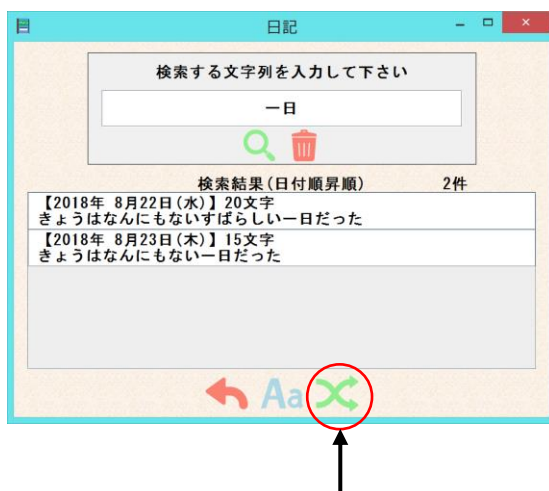 日記
検索する文字列を入力して下さい
一日
検索結果(日付順昇順) 2件
【2018年 8月22日(水)】20文字
きょうはなんにもないすばらしい一日だった
【2018年 8月23日(木)】15文字
きょうはなんにもない一日だった
Aa